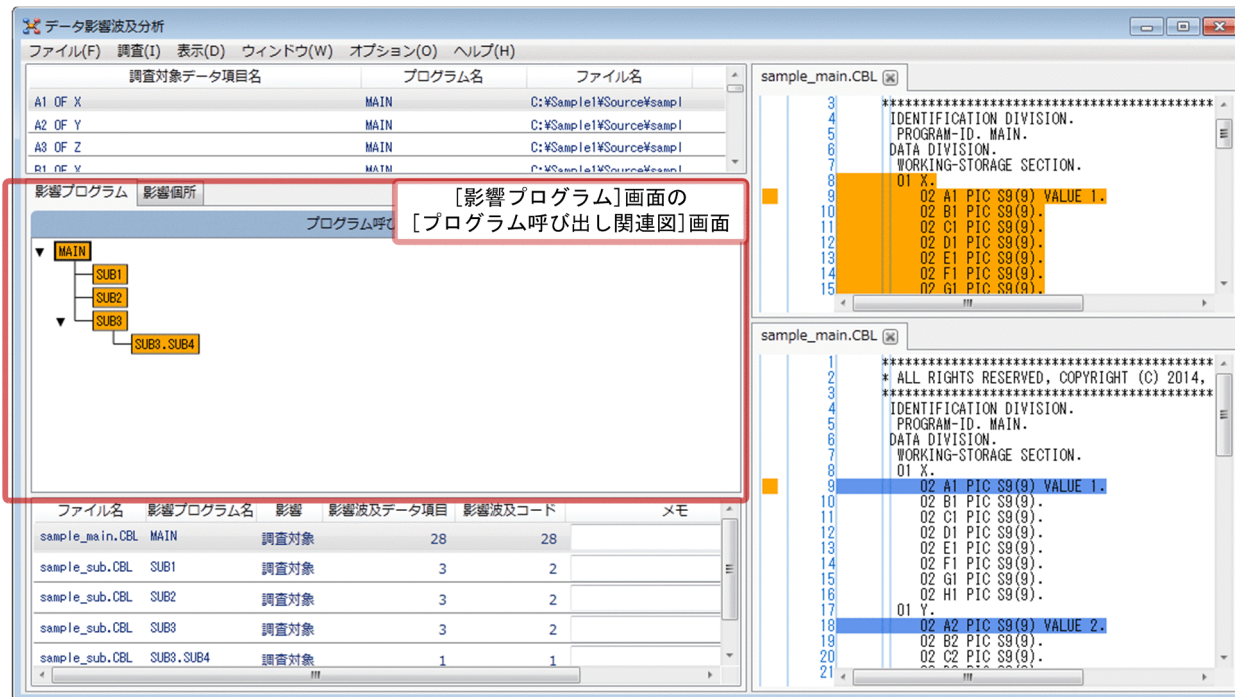 データ影響波及分析
ファイル(F) 調査(I) 表示(D) ウィンドウ(W) オプション(O) ヘルプ(H)
調査対象データ項目名 プログラム名 ファイル名
A1 OF X MAIN C:¥Sample1¥Source¥sampl
A2 OF Y MAIN C:¥Sample1¥Source¥sampl
A3 OF Z MAIN C:¥Sample1¥Source¥sampl
B1 OF X MAIN C:¥Sample1¥Source¥sampl
影響プログラム 影響個所
プログラム呼び
[影響プログラム]画面の
[プログラム呼び出し関連図]画面
MAIN
SUB1
SUB2
SUB3
SUB3.SUB4
ファイル名 影響プログラム名 影響 影響波及データ項目 影響波及コード メモ
sample_main.CBL MAIN 調査対象 28 28
sample_sub.CBL SUB1 調査対象 3 2
sample_sub.CBL SUB2 調査対象 3 2
sample_sub.CBL SUB3 調査対象 3 2
sample_sub.CBL SUB3.SUB4 調査対象 1 1
sample_main.CBL
3 *******************************************
4 IDENTIFICATION DIVISION.
5 PROGRAM-ID. MAIN.
6 DATA DIVISION.
7 WORKING-STORAGE SECTION.
8 01 X.
9 02 A1 PIC S9(9) VALUE 1.
10 02 B1 PIC S9(9).
11 02 C1 PIC S9(9).
12 02 D1 PIC S9(9).
13 02 E1 PIC S9(9).
14 02 F1 PIC S9(9).
15 02 G1 PIC S9(9).
sample_main.CBL
1 *******************************************
2 * ALL RIGHTS RESERVED, COPYRIGHT (C) 2014,
3 *******************************************
4 IDENTIFICATION DIVISION.
5 PROGRAM-ID. MAIN.
6 DATA DIVISION.
7 WORKING-STORAGE SECTION.
8 01 X.
9 02 A1 PIC S9(9) VALUE 1.
10 02 B1 PIC S9(9).
11 02 C1 PIC S9(9).
12 02 D1 PIC S9(9).
13 02 E1 PIC S9(9).
14 02 F1 PIC S9(9).
15 02 G1 PIC S9(9).
16 02 H1 PIC S9(9).
17 01 Y.
18 02 A2 PIC S9(9) VALUE 2.
19 02 B2 PIC S9(9).
20 02 C2 PIC S9(9).
21